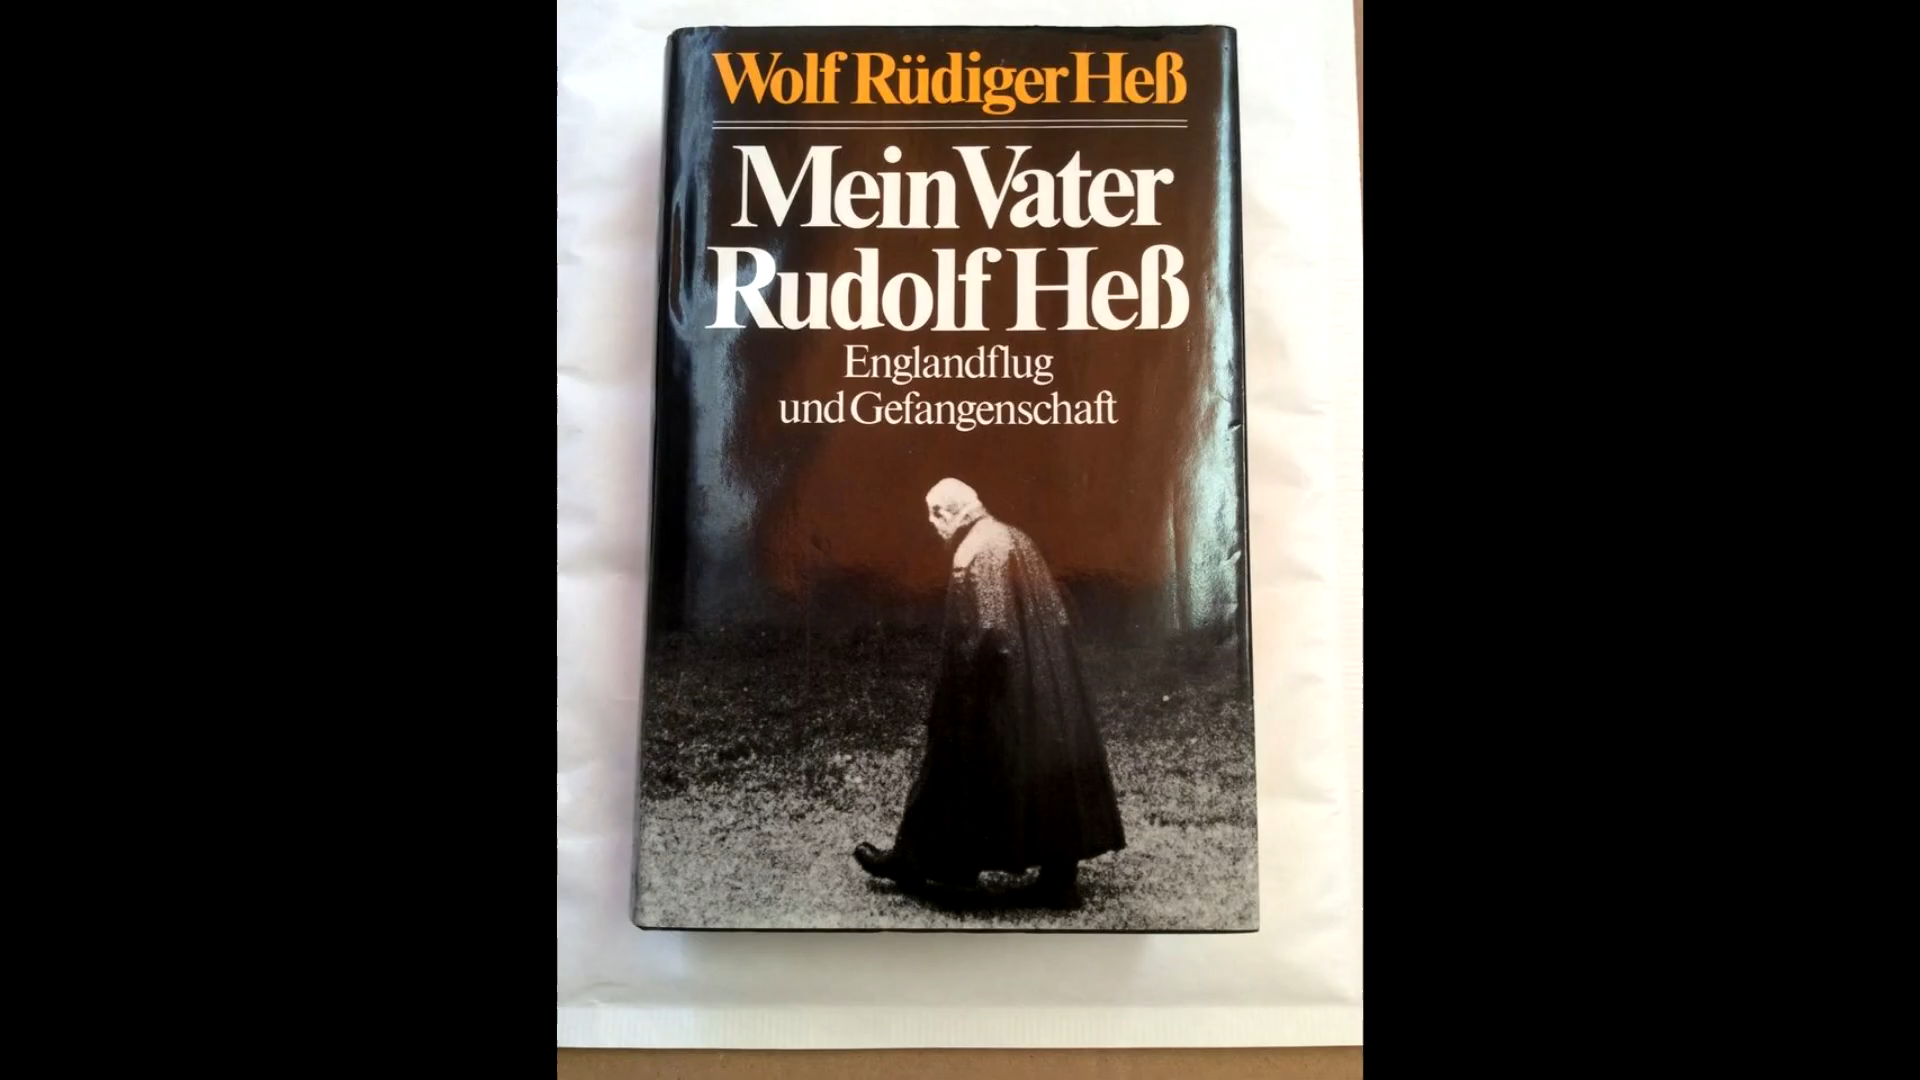 Wolf Rüdiger Heß
Mein Vater
Rudolf Heß
Englandflug
und Gefangenschaft